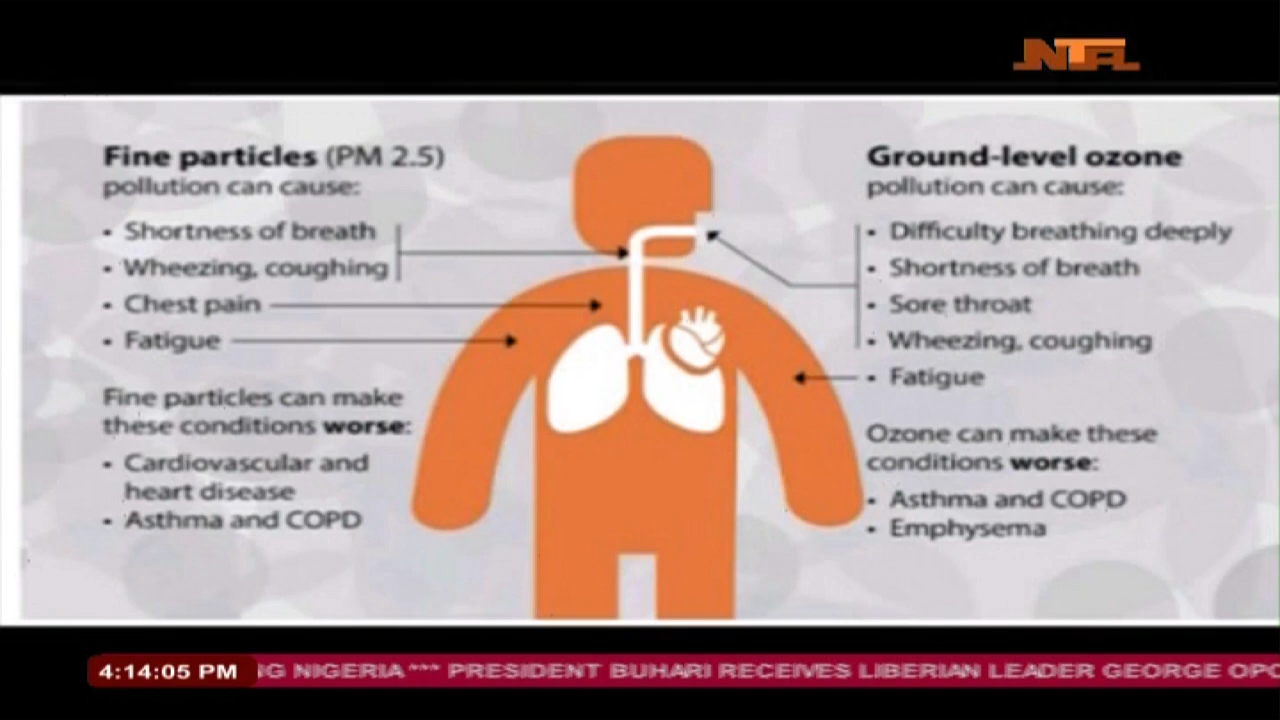 NTA
Fine particles (PM 2.5)
pollution can cause:
• Shortness of breath
• Wheezing, coughing
• Chest pain
• Fatigue
Fine particles can make
these conditions worse:
• Cardiovascular and
heart disease
• Asthma and COPD
Ground-level ozone
pollution can cause:
• Difficulty breathing deeply
• Shortness of breath
• Sore throat
• Wheezing, coughing
• Fatigue
Ozone can make these
conditions worse:
• Asthma and COPD
• Emphysema
4:14:05 PM NG NIGERIA *** PRESIDENT BUHARI RECEIVES LIBERIAN LEADER GEORGE OPO